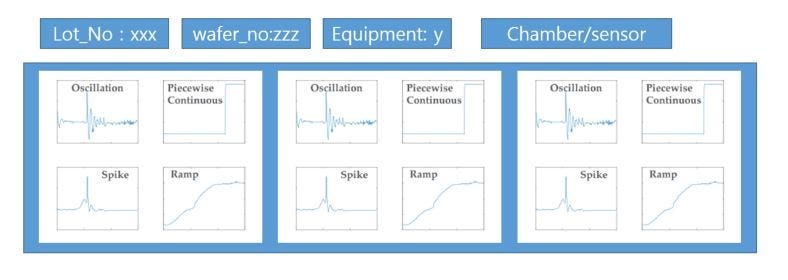 Lot_No : xxx
wafer_no:zzz
Equipment: y
Chamber/sensor
Oscillation
Piecewise
Continuous
Spike
Ramp
Oscillation
Piecewise
Continuous
Spike
Ramp
Oscillation
Piecewise
Continuous
Spike
Ramp